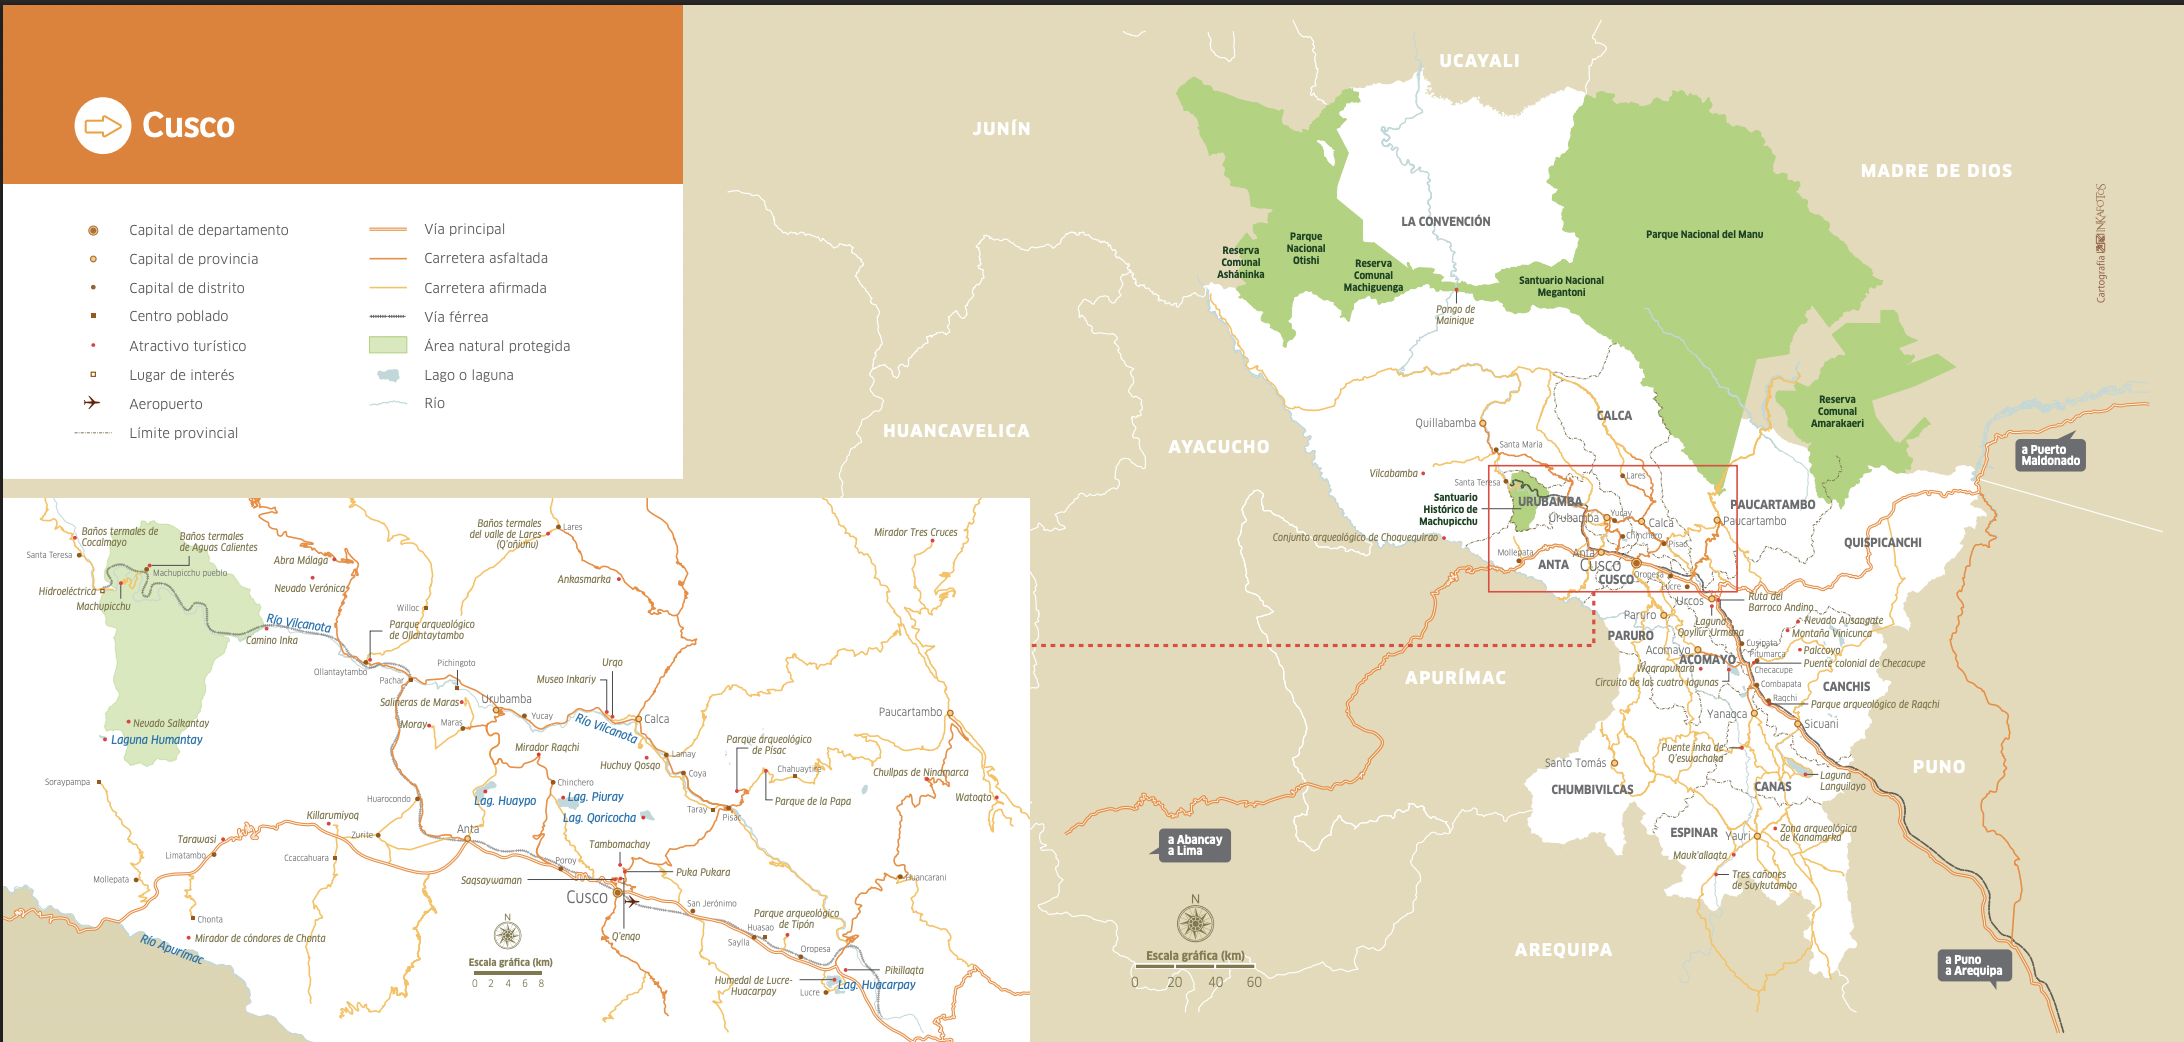 Cusco
Capital de departamento
Capital de provincia
Capital de distrito
Centro poblado
Atractivo turístico
Lugar de interés
Aeropuerto
Límite provincial
Vía principal
Carretera asfaltada
Carretera afirmada
Vía férrea
Área natural protegida
Lago o laguna
Río
UCAYALI
JUNÍN
MADRE DE DIOS
HUANCAVELICA
AYACUCHO
APURÍMAC
AREQUIPA
PUNO
LA CONVENCIÓN
Parque Nacional del Manu
Reserva
Comunal
Asháninka
Parque
Nacional
Otishi
Reserva
Comunal
Machiguenga
Santuario Nacional
Megantoni
Pongo de
Mainique
Reserva
Comunal
Amarakaeri
a Puerto
Maldonado
CALCA
Quillabamba
Santa María
Vilcabamba
Santa Teresa
Lares
Santuario
Histórico de
Machupicchu
URUBAMBA
Urubamba
Yucay
Calca
PAUCARTAMBO
Paucartambo
Conjunto arqueológico de Choquequirao
Chinchero
Pisac
QUISPICANCHI
Mollepata
Anta
ANTA
Cusco
CUSCO
Oropesa
Lucre
Urcos
Ruta del
Barroco Andino
Paruro
Laguna
Qoyllur Urmana
Nevado Ausangate
Montaña Vinicunca
PARURO
Cusipata
Acomayo
Pitumarca
Palccoyo
ACOMAYO
Waqrapukara
Checacupe
Puente colonial de Checacupe
Circuito de las cuatro lagunas
Combapata
CANCHIS
Raqchi
Parque arqueológico de Raqchi
Yanaoca
Sicuani
Puente inka de
Q'eswachaka
Santo Tomás
Laguna
Languilayo
CHUMBIVILCAS
CANAS
ESPINAR
Yauri
Zona arqueológica
de Kanamarka
Mauk'allaqta
Tres cañones
de Suykutambo
a Abancay
a Lima
a Puno
a Arequipa
N
Escala gráfica (km)
0 20 40 60
Baños termales de
Cocalmayo
Baños termales
de Aguas Calientes
Santa Teresa
Machupicchu pueblo
Hidroeléctrica
Machupicchu
Abra Málaga
Nevado Verónica
Baños termales
del valle de Lares
(Q'oñiunu)
Lares
Ankasmarka
Mirador Tres Cruces
Río Vilcanota
Camino Inka
Willoc
Parque arqueológico
de Ollantaytambo
Ollantaytambo
Pachar
Pichingoto
Urqo
Museo Inkariy
Salineras de Maras
Urubamba
Yucay
Moray
Maras
Río Vilcanota
Calca
Paucartambo
Nevado Salkantay
Laguna Humantay
Mirador Raqchi
Huchuy Qosqo
Lamay
Coya
Parque arqueológico
de Písac
Chahuaytire
Chullpas de Ninamarca
Soraypampa
Huarocondo
Chinchero
Lag. Huaypo
Lag. Piuray
Lag. Qoricocha
Taray
Pisac
Parque de la Papa
Watoqto
Killarumiyoq
Tarawasi
Zurite
Anta
Limatambo
Ccaccahuara
Tambomachay
Poroy
Puka Pukara
Mollepata
Saqsaywaman
Huancarani
Cusco
San Jerónimo
Chonta
Parque arqueológico
de Tipón
Mirador de cóndores de Chonta
Río Apurímac
Q'enqo
Huasao
Saylla
Oropesa
Pikillaqta
Humedal de Lucre-
Huacarpay
Lucre
Lag. Huacarpay
N
Escala gráfica (km)
0 2 4 6 8